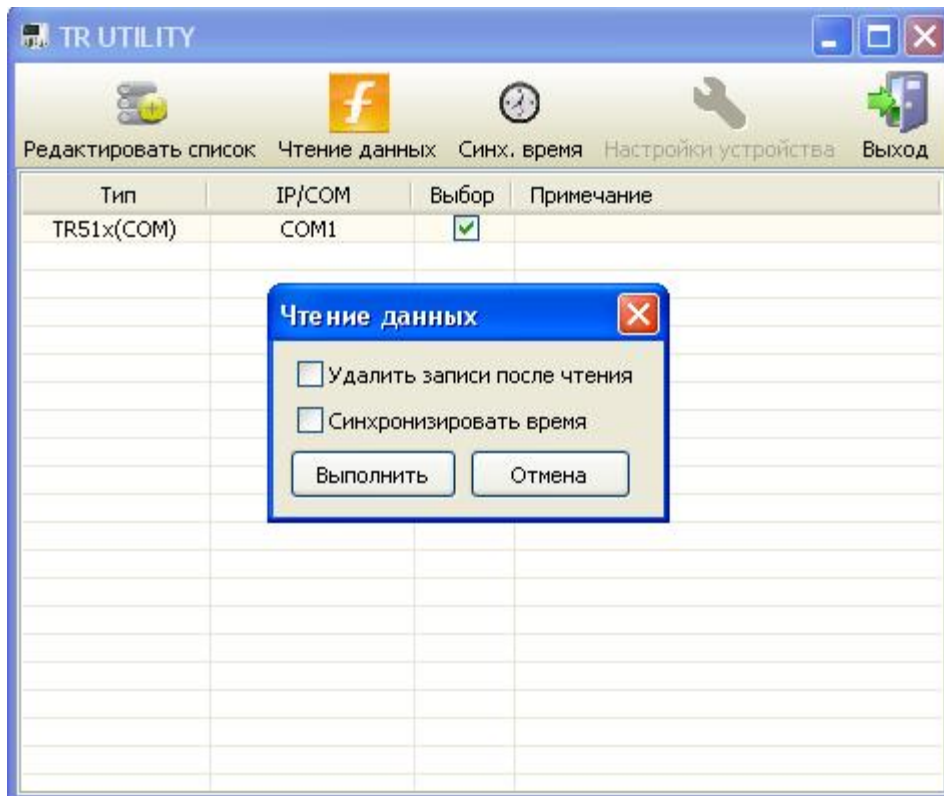 TR UTILITY
Редактировать список Чтение данных Синх. время Настройки устройства Выход
Тип IP/COM Выбор Примечание
TR51x(COM) COM1
Чтение данных
Удалить записи после чтения
Синхронизировать время
Выполнить Отмена